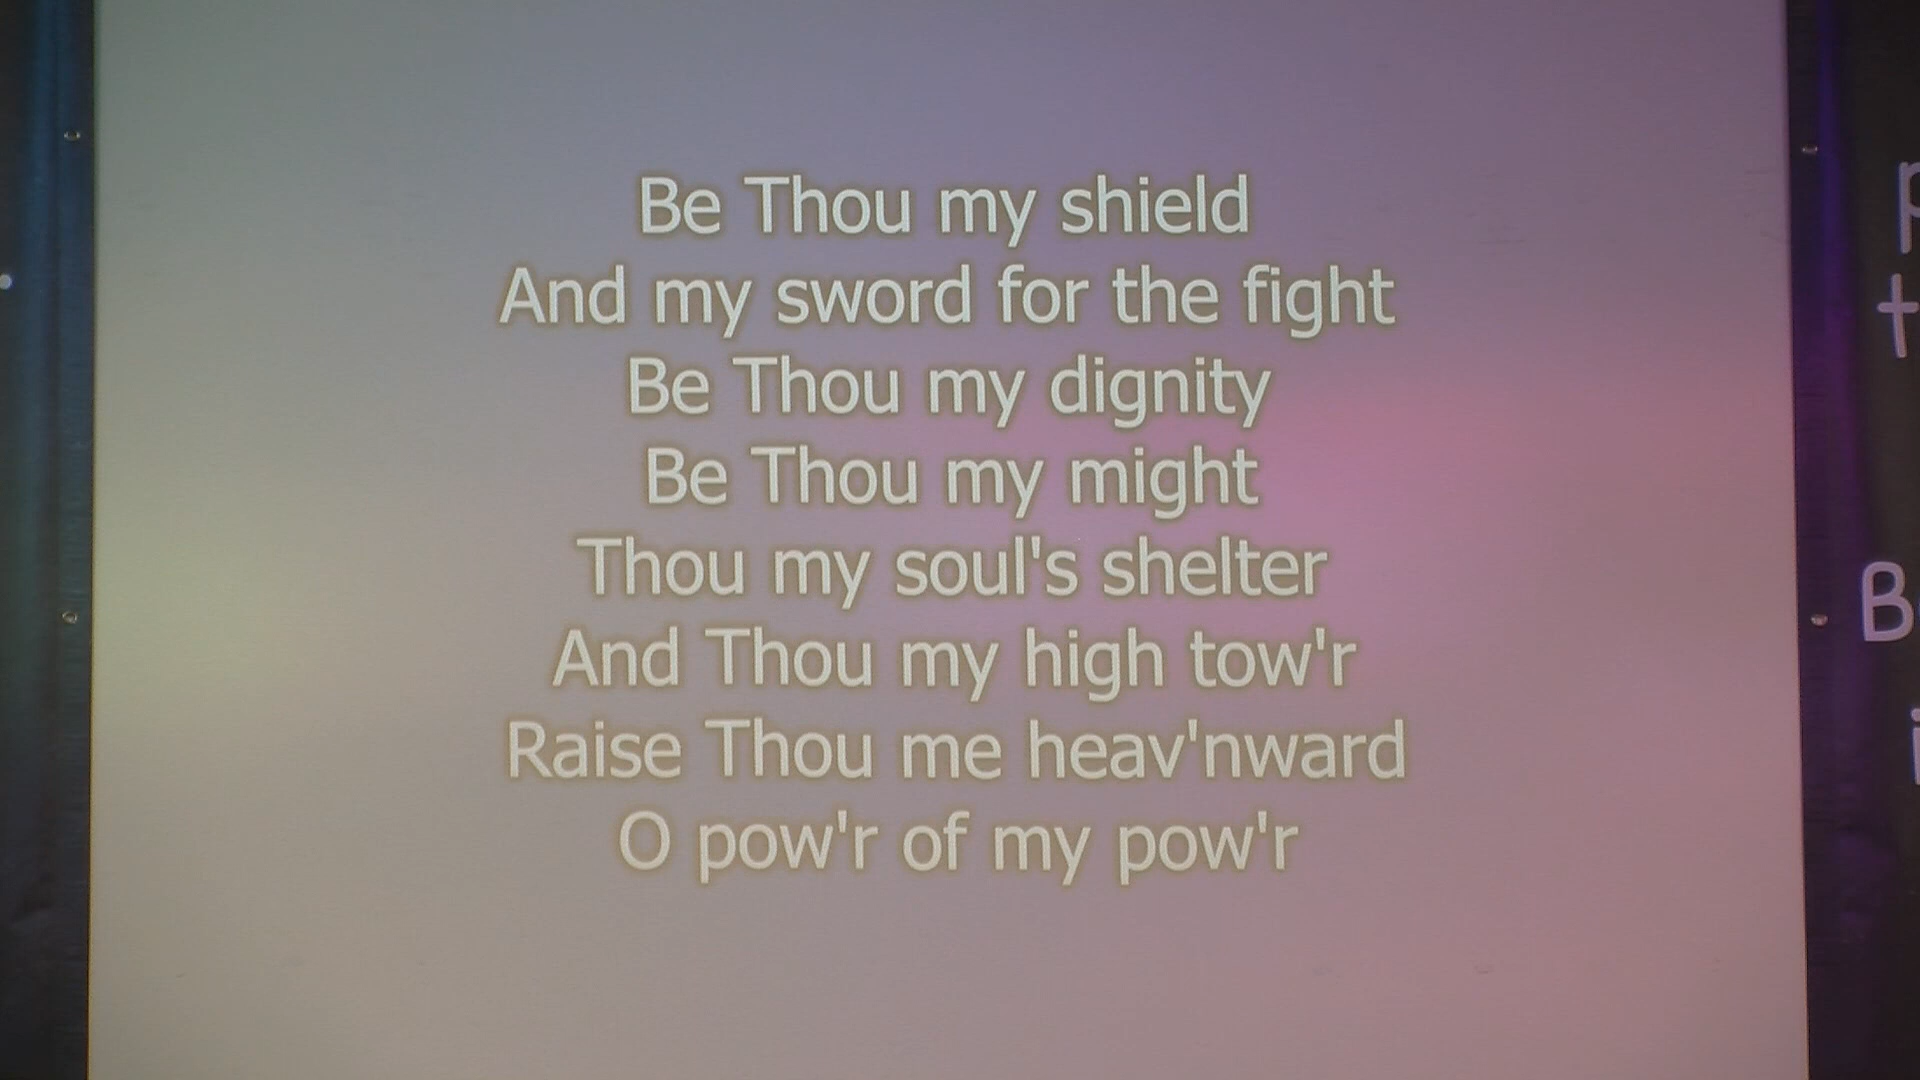 Be Thou my shield
And my sword for the fight
Be Thou my dignity
Be Thou my might
Thou my soul's shelter
And Thou my high tow'r
Raise Thou me heav'nward
O pow'r of my pow'r